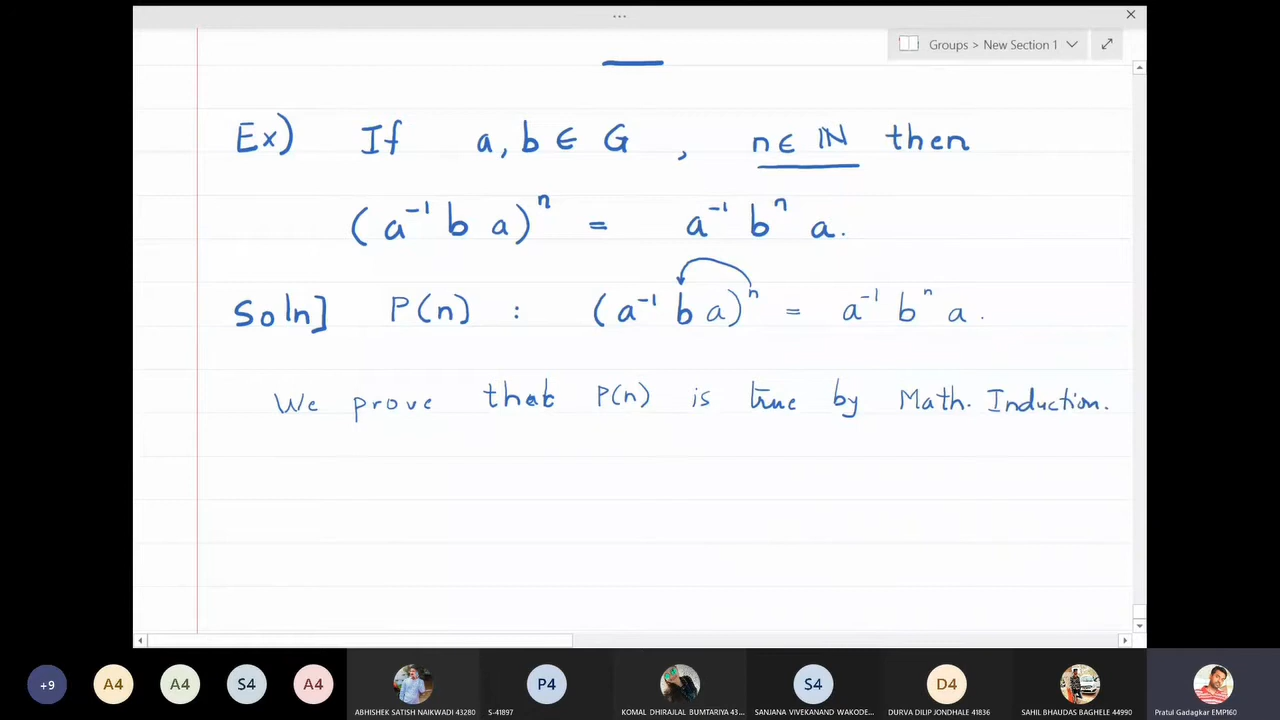 Groups > New Section 1
Ex) If a, b ∈ G , n ∈ ℕ then
(a⁻¹ b a)ⁿ = a⁻¹ bⁿ a.
Soln] P(n) : (a⁻¹ b a)ⁿ = a⁻¹ bⁿ a .
We prove that P(n) is true by Math. Induction.
+9 A4 A4 S4 A4 P4 S4 D4
ABHISHEK SATISH NAIKWADI 43280 S-41897 KOMAL DHIRAJLAL BUMTARIYA 43... SANJANA VIVEKANAND WAKODE... DURVA DILIP JONDHALE 41836 SAHIL BHAUDAS BAGHELE 44990 Pratul Gadagkar EMP160